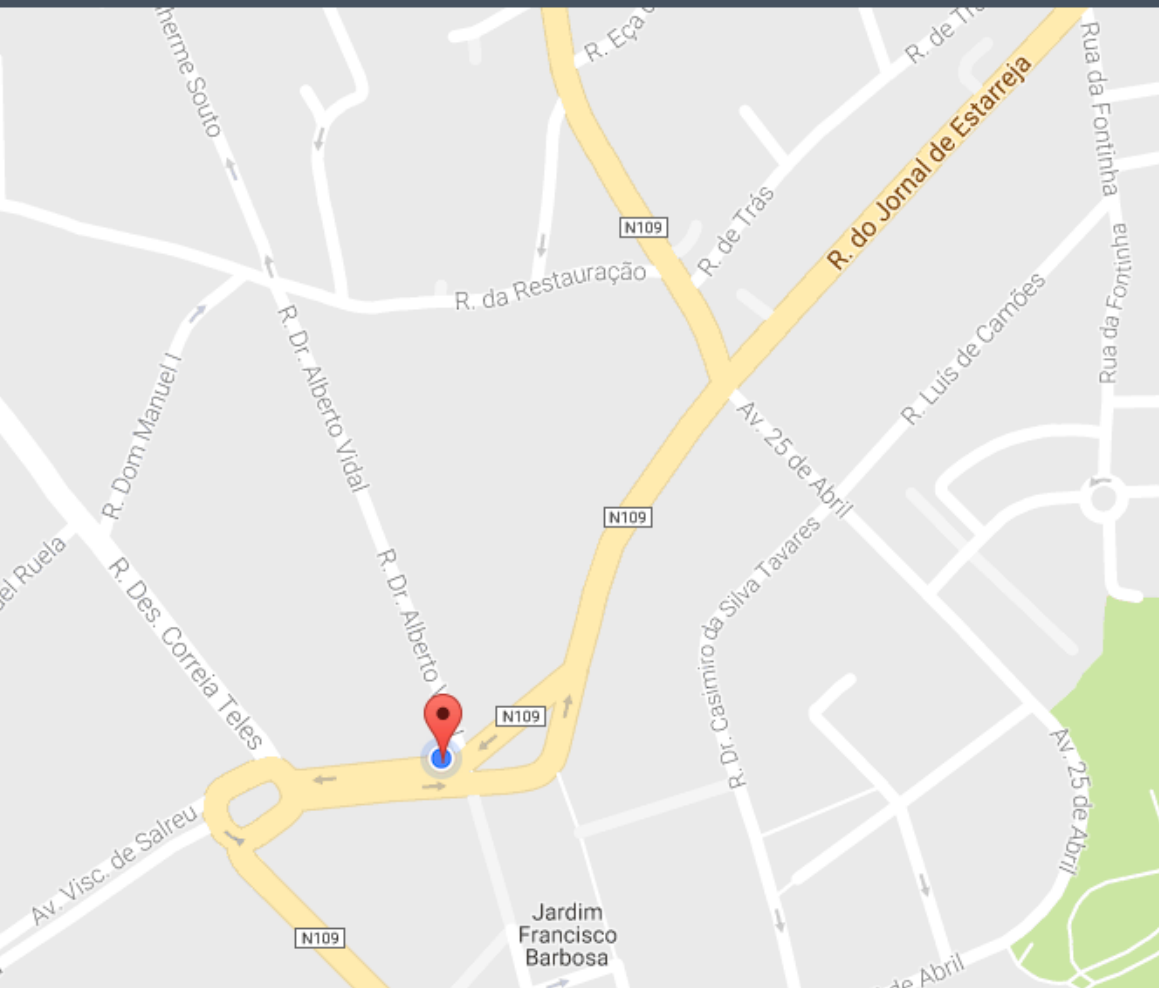 herme Souto
R. Eça
R. de
Rua da Fontinha
R. do Jornal de Estarreja
N109
R. de Trás
R. da Restauração
Rua da Fontinha
R. Luís de Camões
R. Dr. Alberto Vidal
R. Dom Manuel I
Av. 25 de Abril
N109
el Ruela
R. Des. Correia Teles
R. Dr. Alberto V
R. Dr. Casimiro da Silva Tavares
N109
Av. 25 de Abril
Av. Visc. de Salreu
N109
Jardim
Francisco
Barbosa
de Abril